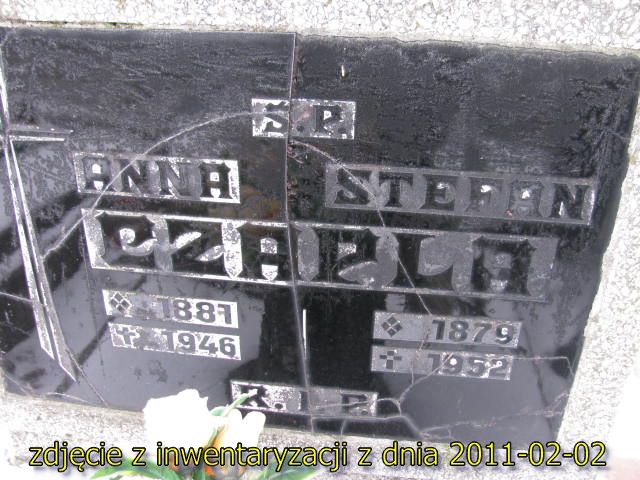 Ś.P.
ANNA STEFAN
1881 1879
✝ 1946 ✝ 1952
zdjęcie z inwentaryzacji z dnia 2011-02-02